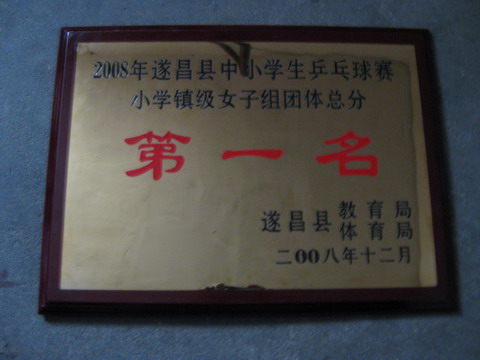 2008年遂昌县中小学生乒乓球赛
小学镇级女子组团体总分
第一名
遂昌县 教育局
体育局
二00八年十二月